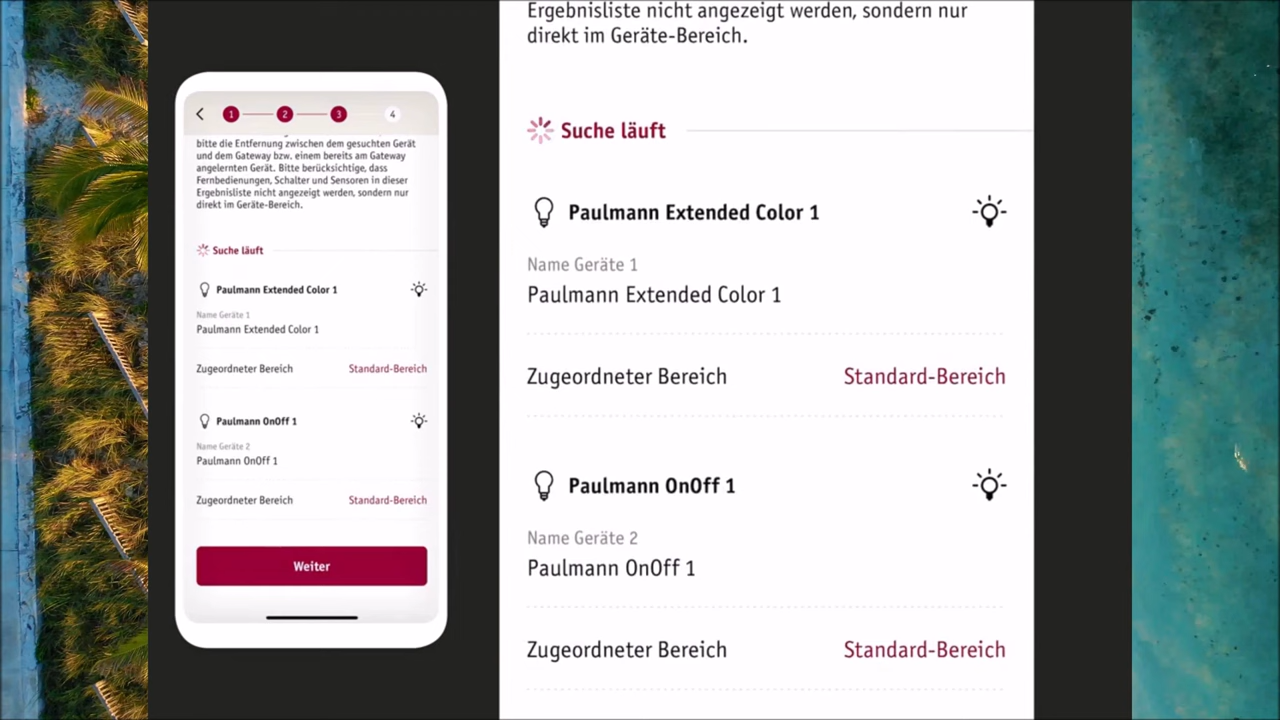 1 2 3 4
bitte die Entfernung zwischen dem gesuchten Gerät
und dem Gateway bzw. einem bereits am Gateway
angelernten Gerät. Bitte berücksichtige, dass
Fernbedienungen, Schalter und Sensoren in dieser
Ergebnisliste nicht angezeigt werden, sondern nur
direkt im Geräte-Bereich.
Suche läuft
Paulmann Extended Color 1
Name Geräte 1
Paulmann Extended Color 1
Zugeordneter Bereich Standard-Bereich
Paulmann OnOff 1
Name Geräte 2
Paulmann OnOff 1
Zugeordneter Bereich Standard-Bereich
Weiter
Ergebnisliste nicht angezeigt werden, sondern nur
direkt im Geräte-Bereich.
Suche läuft
Paulmann Extended Color 1
Name Geräte 1
Paulmann Extended Color 1
Zugeordneter Bereich Standard-Bereich
Paulmann OnOff 1
Name Geräte 2
Paulmann OnOff 1
Zugeordneter Bereich Standard-Bereich